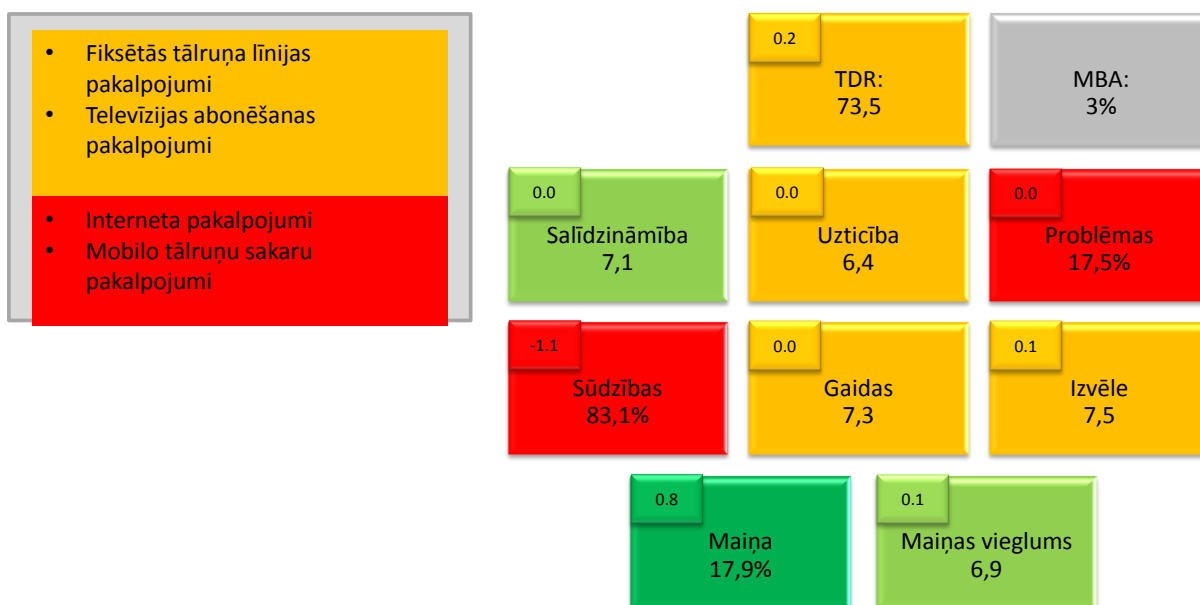 • Fiksētās tālruņa līnijas
pakalpojumi
• Televīzijas abonēšanas
pakalpojumi
• Interneta pakalpojumi
• Mobilo tālruņu sakaru
pakalpojumi
0.2
TDR:
73,5
MBA:
3%
0.0
Salīdzināmība
7,1
0.0
Uzticība
6,4
0.0
Problēmas
17,5%
-1.1
Sūdzības
83,1%
0.0
Gaidas
7,3
0.1
Izvēle
7,5
0.8
Maiņa
17,9%
0.1
Maiņas vieglums
6,9